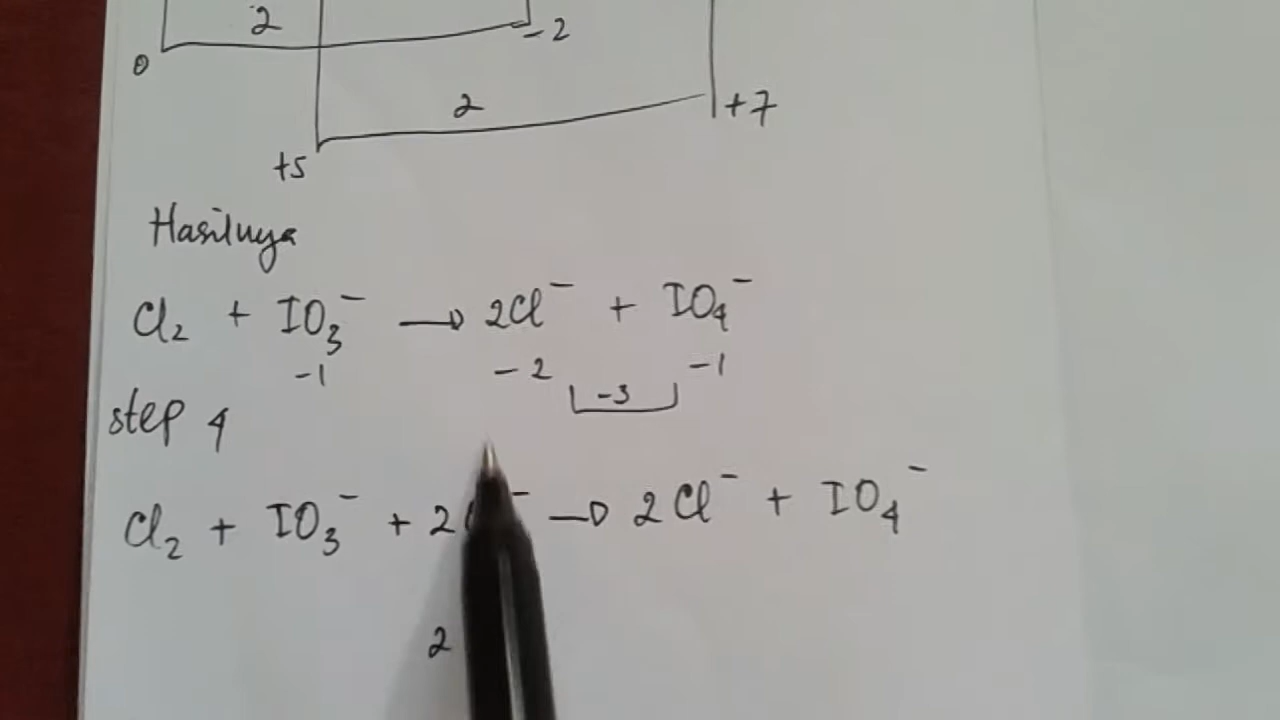 2
0
-2
2
+7
+5
Hasilnya
Cl₂ + IO₃⁻ → 2Cl⁻ + IO₄⁻
-1 -2 -1
-3
step 4
Cl₂ + IO₃⁻ + 2 ⁻ → 2Cl⁻ + IO₄⁻
2